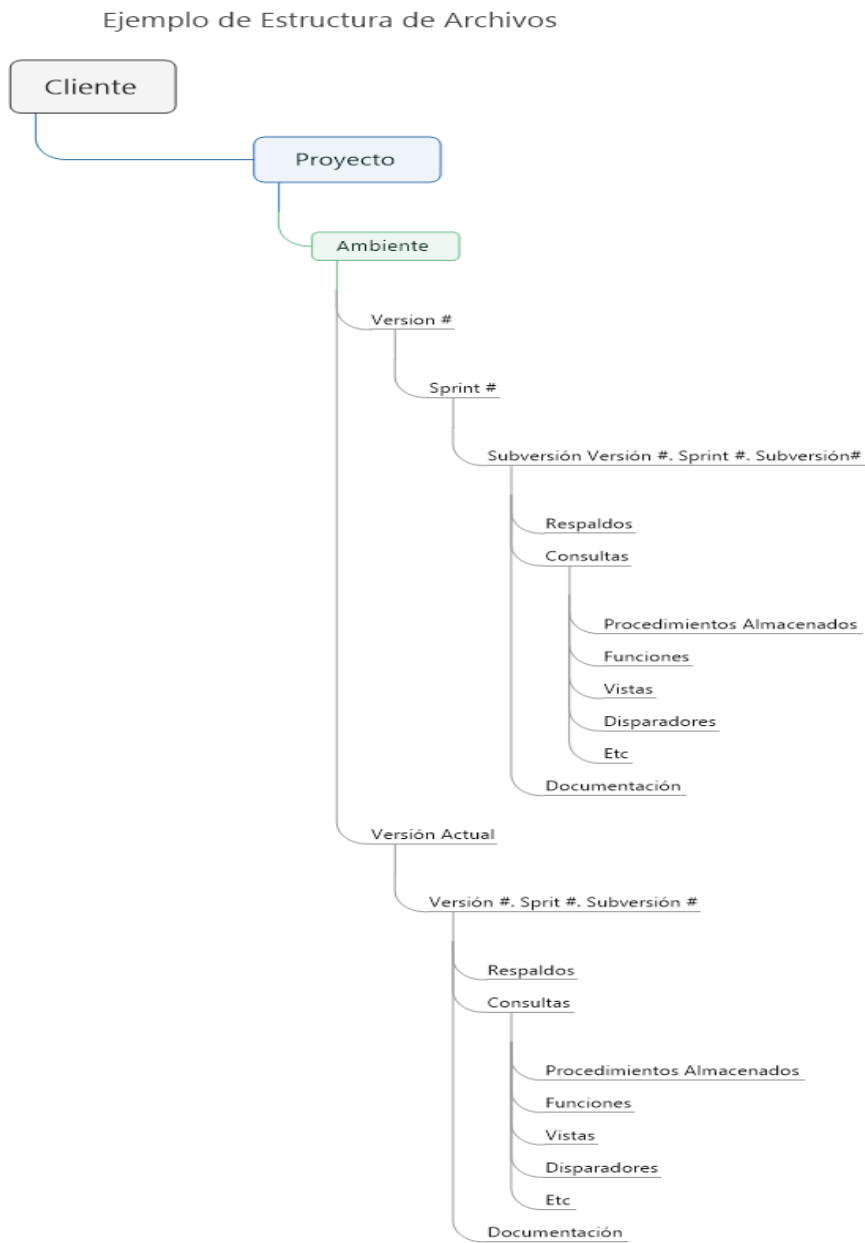 Ejemplo de Estructura de Archivos
Cliente
Proyecto
Ambiente
Version #
Sprint #
Subversión Versión #. Sprint #. Subversión#
Respaldos
Consultas
Procedimientos Almacenados
Funciones
Vistas
Disparadores
Etc
Documentación
Versión Actual
Versión #. Sprit #. Subversión #
Respaldos
Consultas
Procedimientos Almacenados
Funciones
Vistas
Disparadores
Etc
Documentación